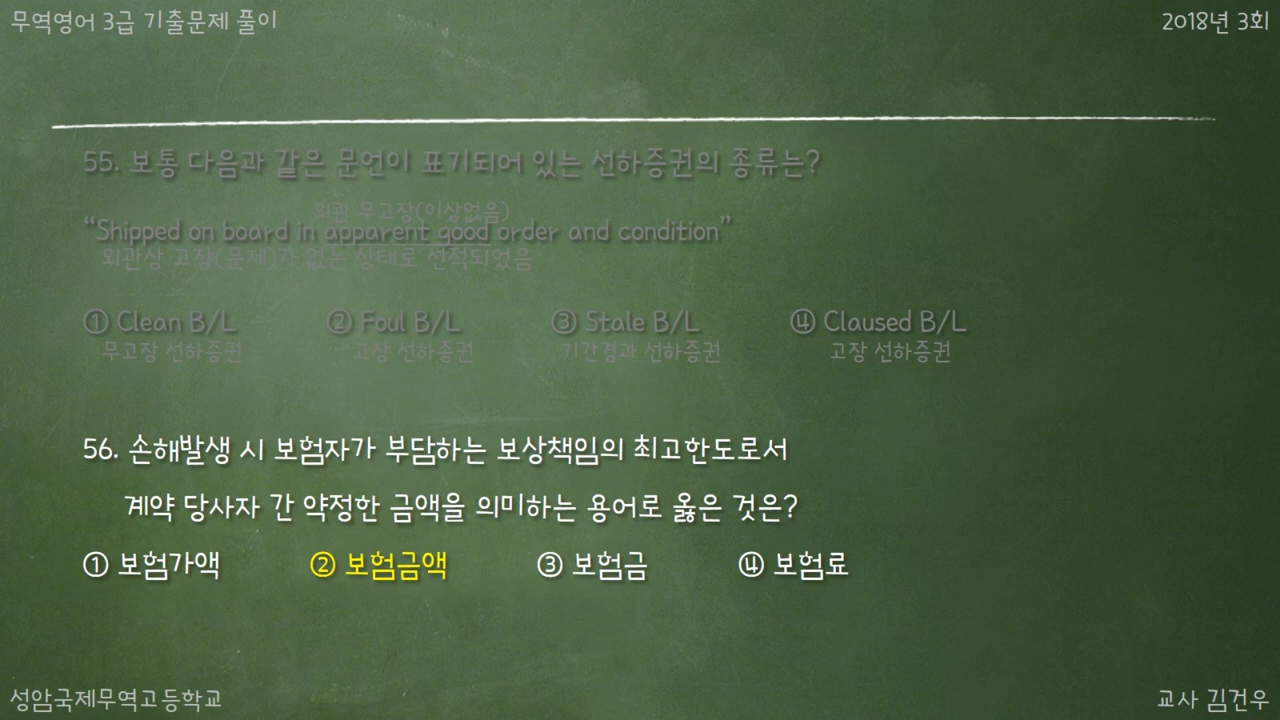 무역영어 3급 기출문제 풀이
2018년 3회
55. 보통 다음과 같은 문언이 표기되어 있는 선하증권의 종류는?
외관 무고장(이상없음)
“Shipped on board in apparent good order and condition”
외관상 고장(문제)가 없는 상태로 선적되었음
① Clean B/L ② Foul B/L ③ Stale B/L ④ Claused B/L
무고장 선하증권 고장 선하증권 기간경과 선하증권 고장 선하증권
56. 손해발생 시 보험자가 부담하는 보상책임의 최고한도로서
계약 당사자 간 약정한 금액을 의미하는 용어로 옳은 것은?
① 보험가액 ② 보험금액 ③ 보험금 ④ 보험료
성암국제무역고등학교
교사 김건우